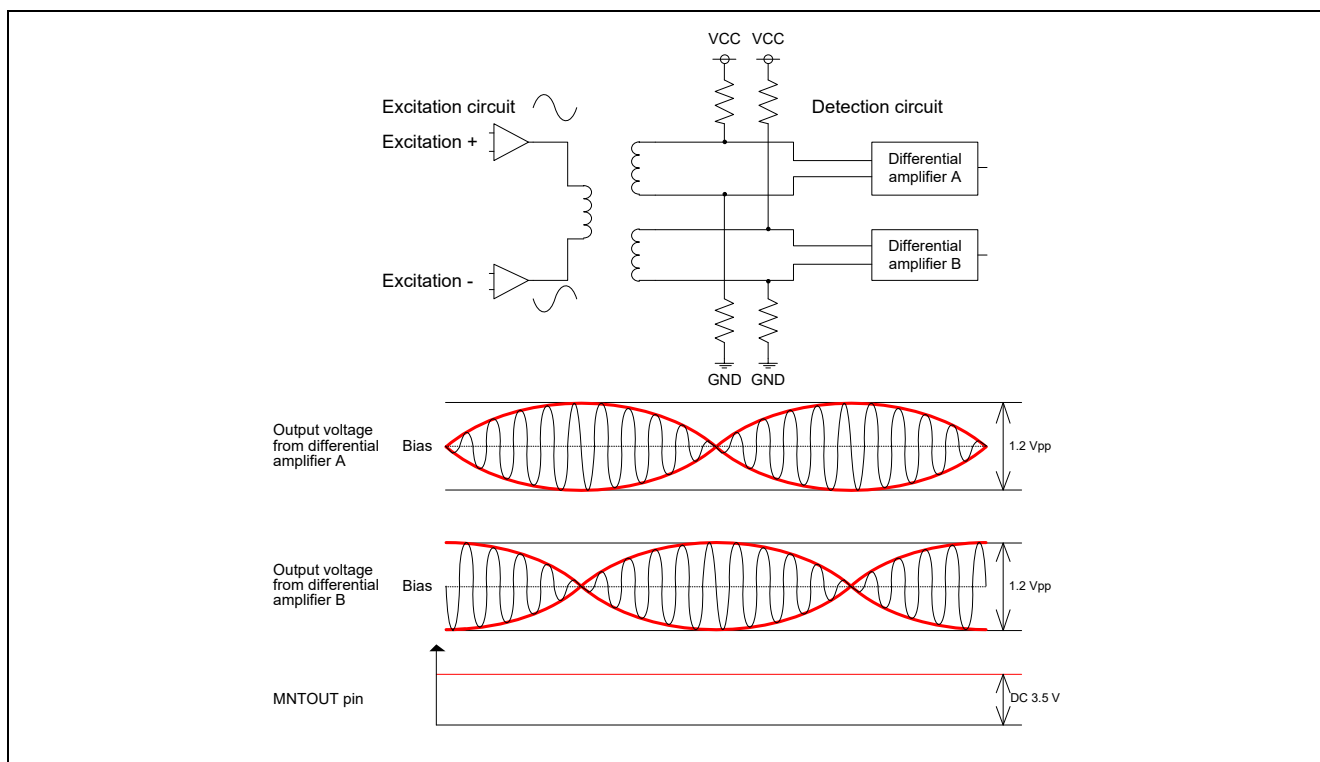 VCC VCC
Excitation circuit
Detection circuit
Excitation +
Differential
amplifier A
Differential
amplifier B
Excitation -
GND GND
Output voltage
from differential
amplifier A
Bias
1.2 Vpp
Output voltage
from differential
amplifier B
Bias
1.2 Vpp
MNTOUT pin
DC 3.5 V